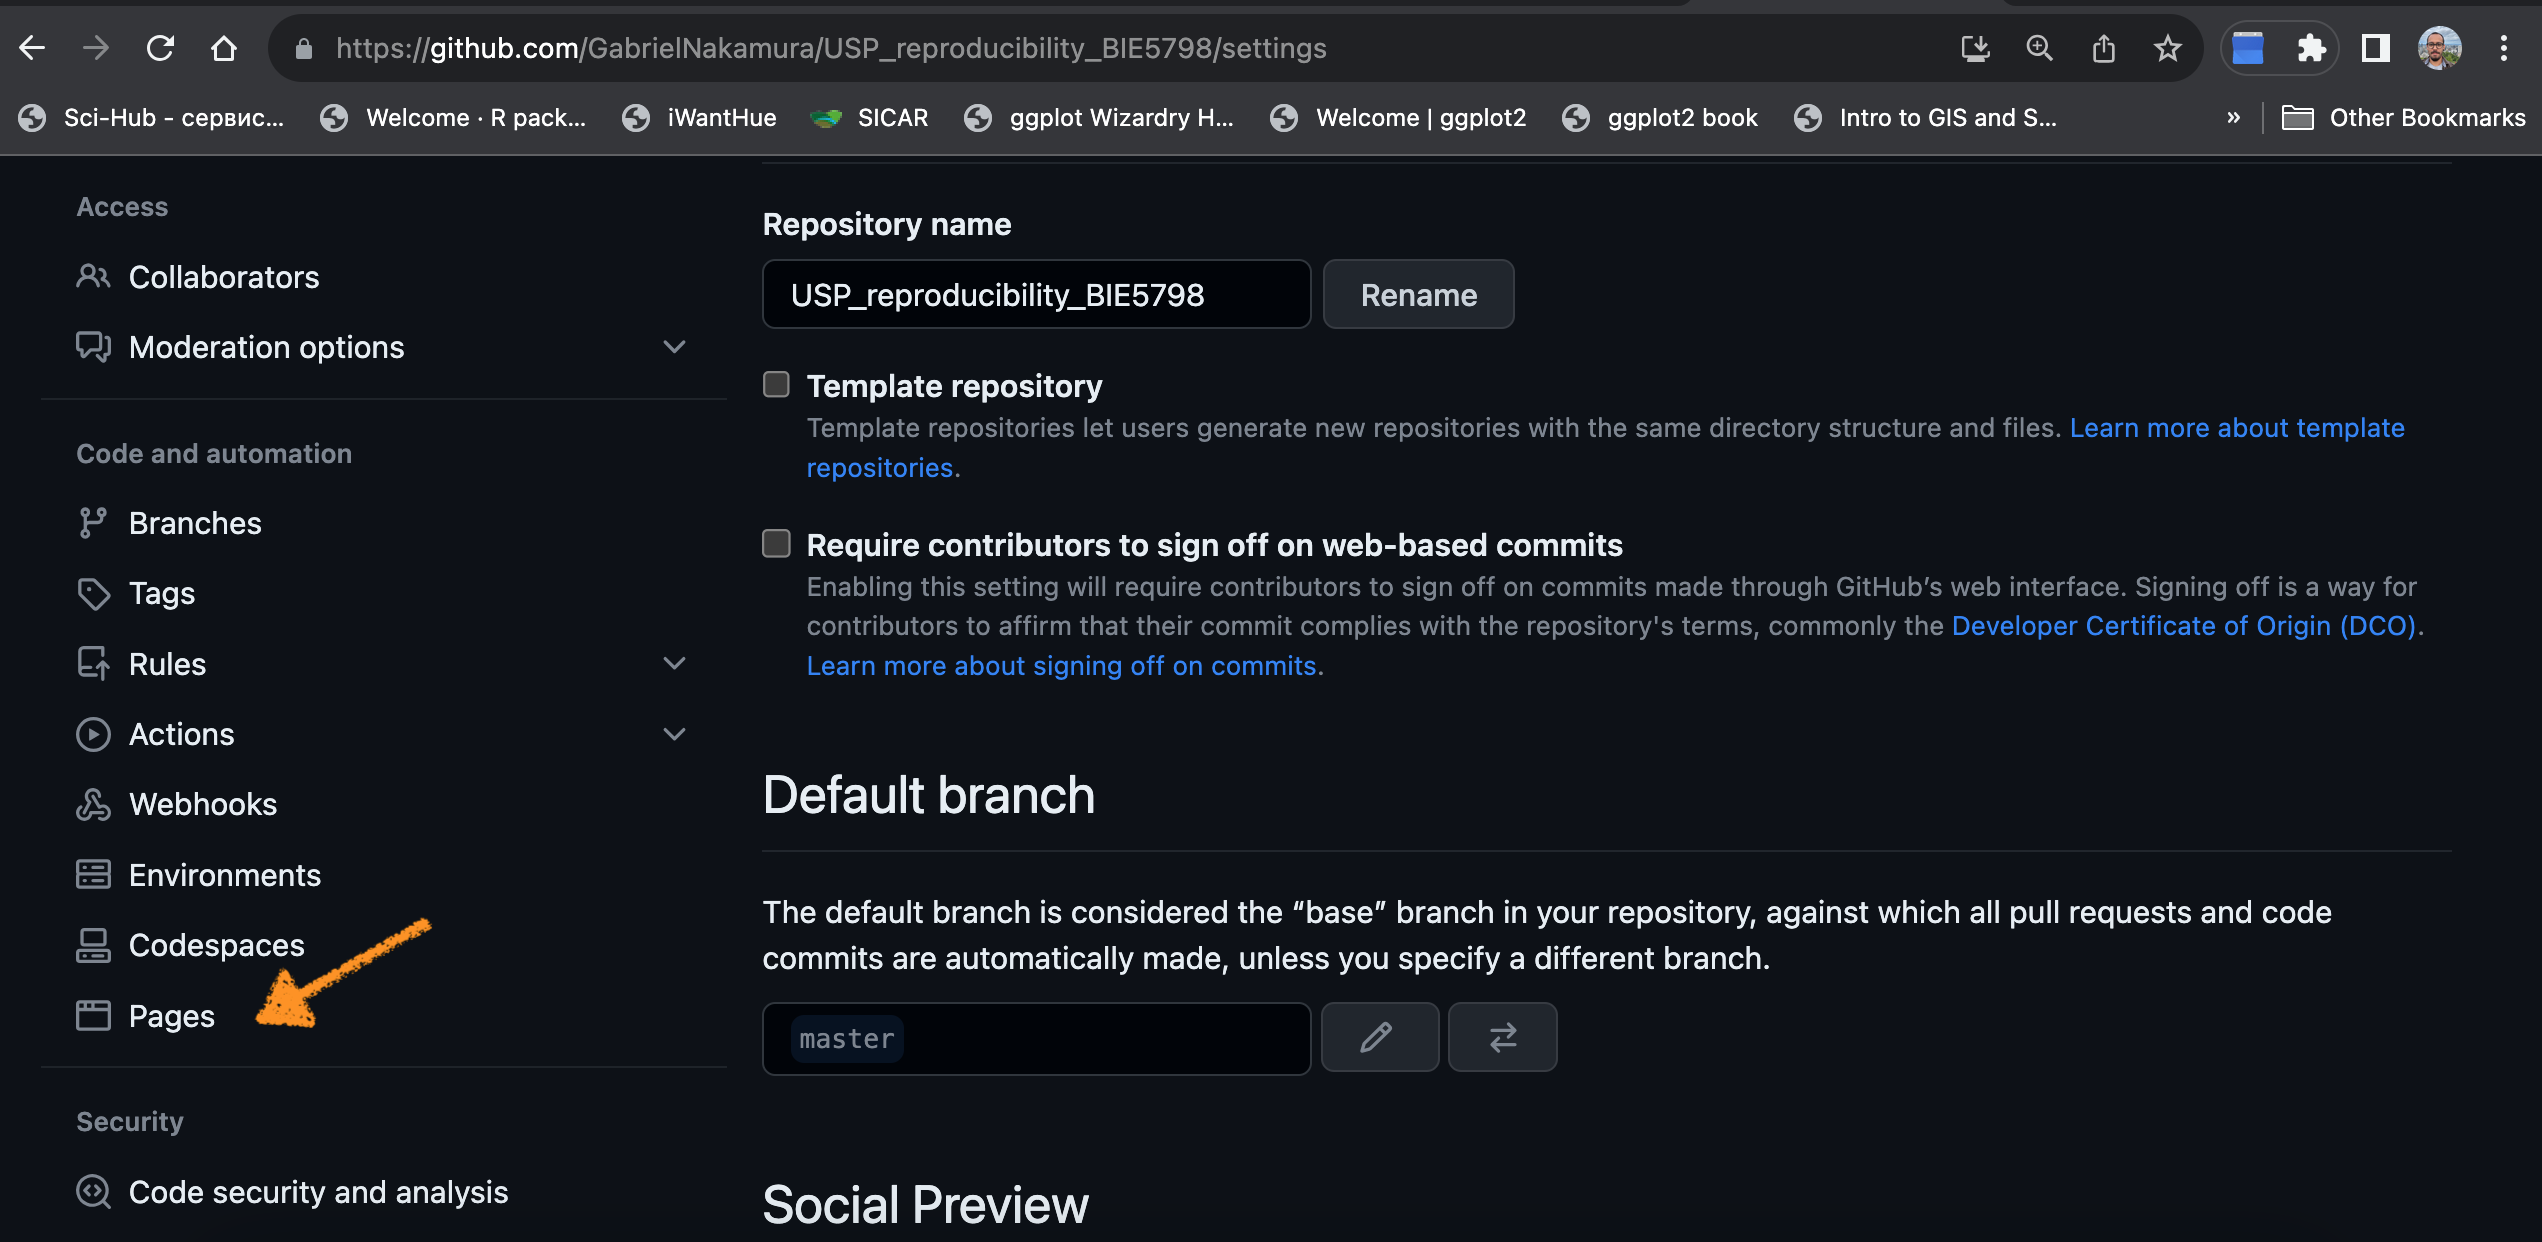 https://github.com/GabrielNakamura/USP_reproducibility_BIE5798/settings
Sci-Hub - сервис...
Welcome · R pack...
iWantHue
SICAR
ggplot Wizardry H...
Welcome | ggplot2
ggplot2 book
Intro to GIS and S...
»
Other Bookmarks
Access
Collaborators
Moderation options
Code and automation
Branches
Tags
Rules
Actions
Webhooks
Environments
Codespaces
Pages
Security
Code security and analysis
Repository name
USP_reproducibility_BIE5798
Rename
Template repository
Template repositories let users generate new repositories with the same directory structure and files. Learn more about template
repositories.
Require contributors to sign off on web-based commits
Enabling this setting will require contributors to sign off on commits made through GitHub’s web interface. Signing off is a way for
contributors to affirm that their commit complies with the repository's terms, commonly the Developer Certificate of Origin (DCO).
Learn more about signing off on commits.
Default branch
The default branch is considered the “base” branch in your repository, against which all pull requests and code
commits are automatically made, unless you specify a different branch.
master
Social Preview